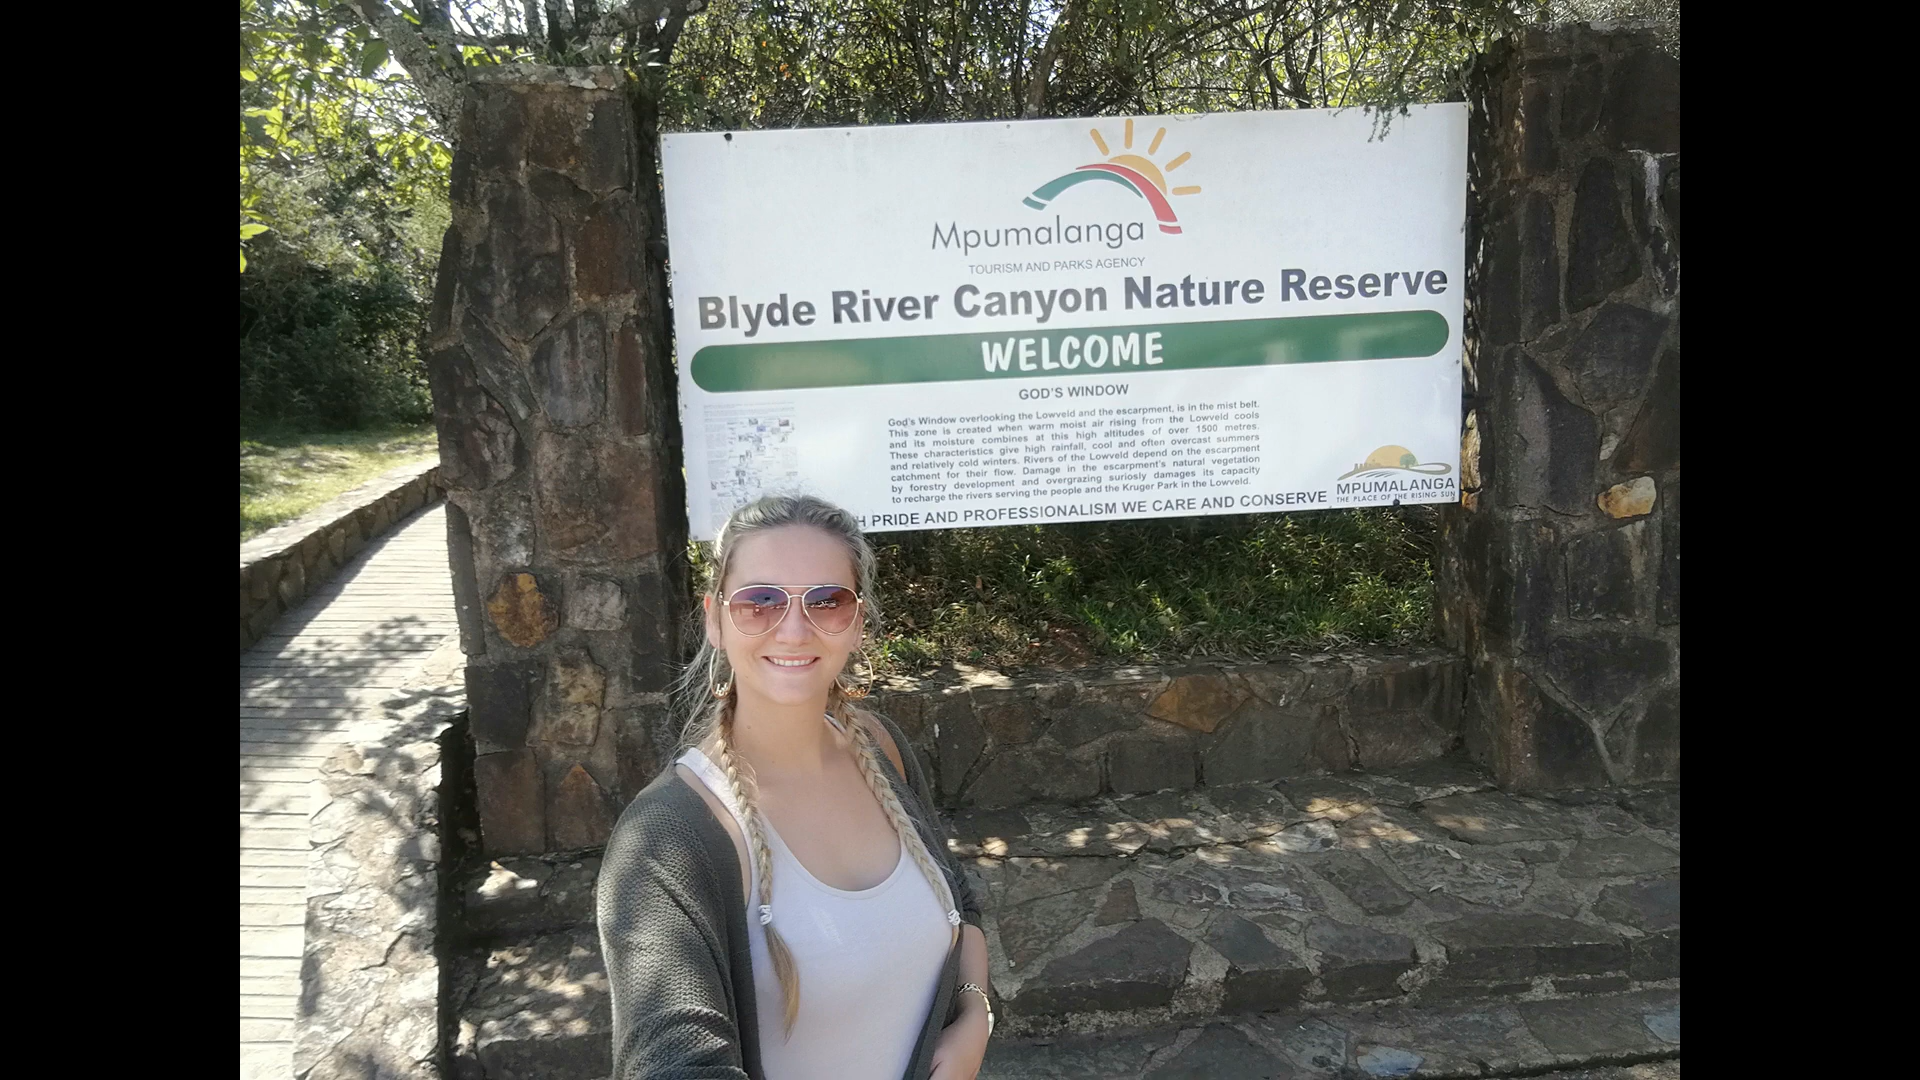 Mpumalanga
TOURISM AND PARKS AGENCY
Blyde River Canyon Nature Reserve
WELCOME
GOD'S WINDOW
God's Window overlooking the Lowveld and the escarpment, is in the mist belt.
This zone is created when warm moist air rising from the Lowveld cools
and its moisture combines at this high altitudes of over 1500 metres.
These characteristics give high rainfall, cool and often overcast summers
and relatively cold winters. Rivers of the Lowveld depend on the escarpment
catchment for their flow. Damage in the escarpment's natural vegetation
by forestry development and overgrazing suriosly damages its capacity
to recharge the rivers serving the people and the Kruger Park in the Lowveld.
H PRIDE AND PROFESSIONALISM WE CARE AND CONSERVE
MPUMALANGA
THE PLACE OF THE RISING SUN